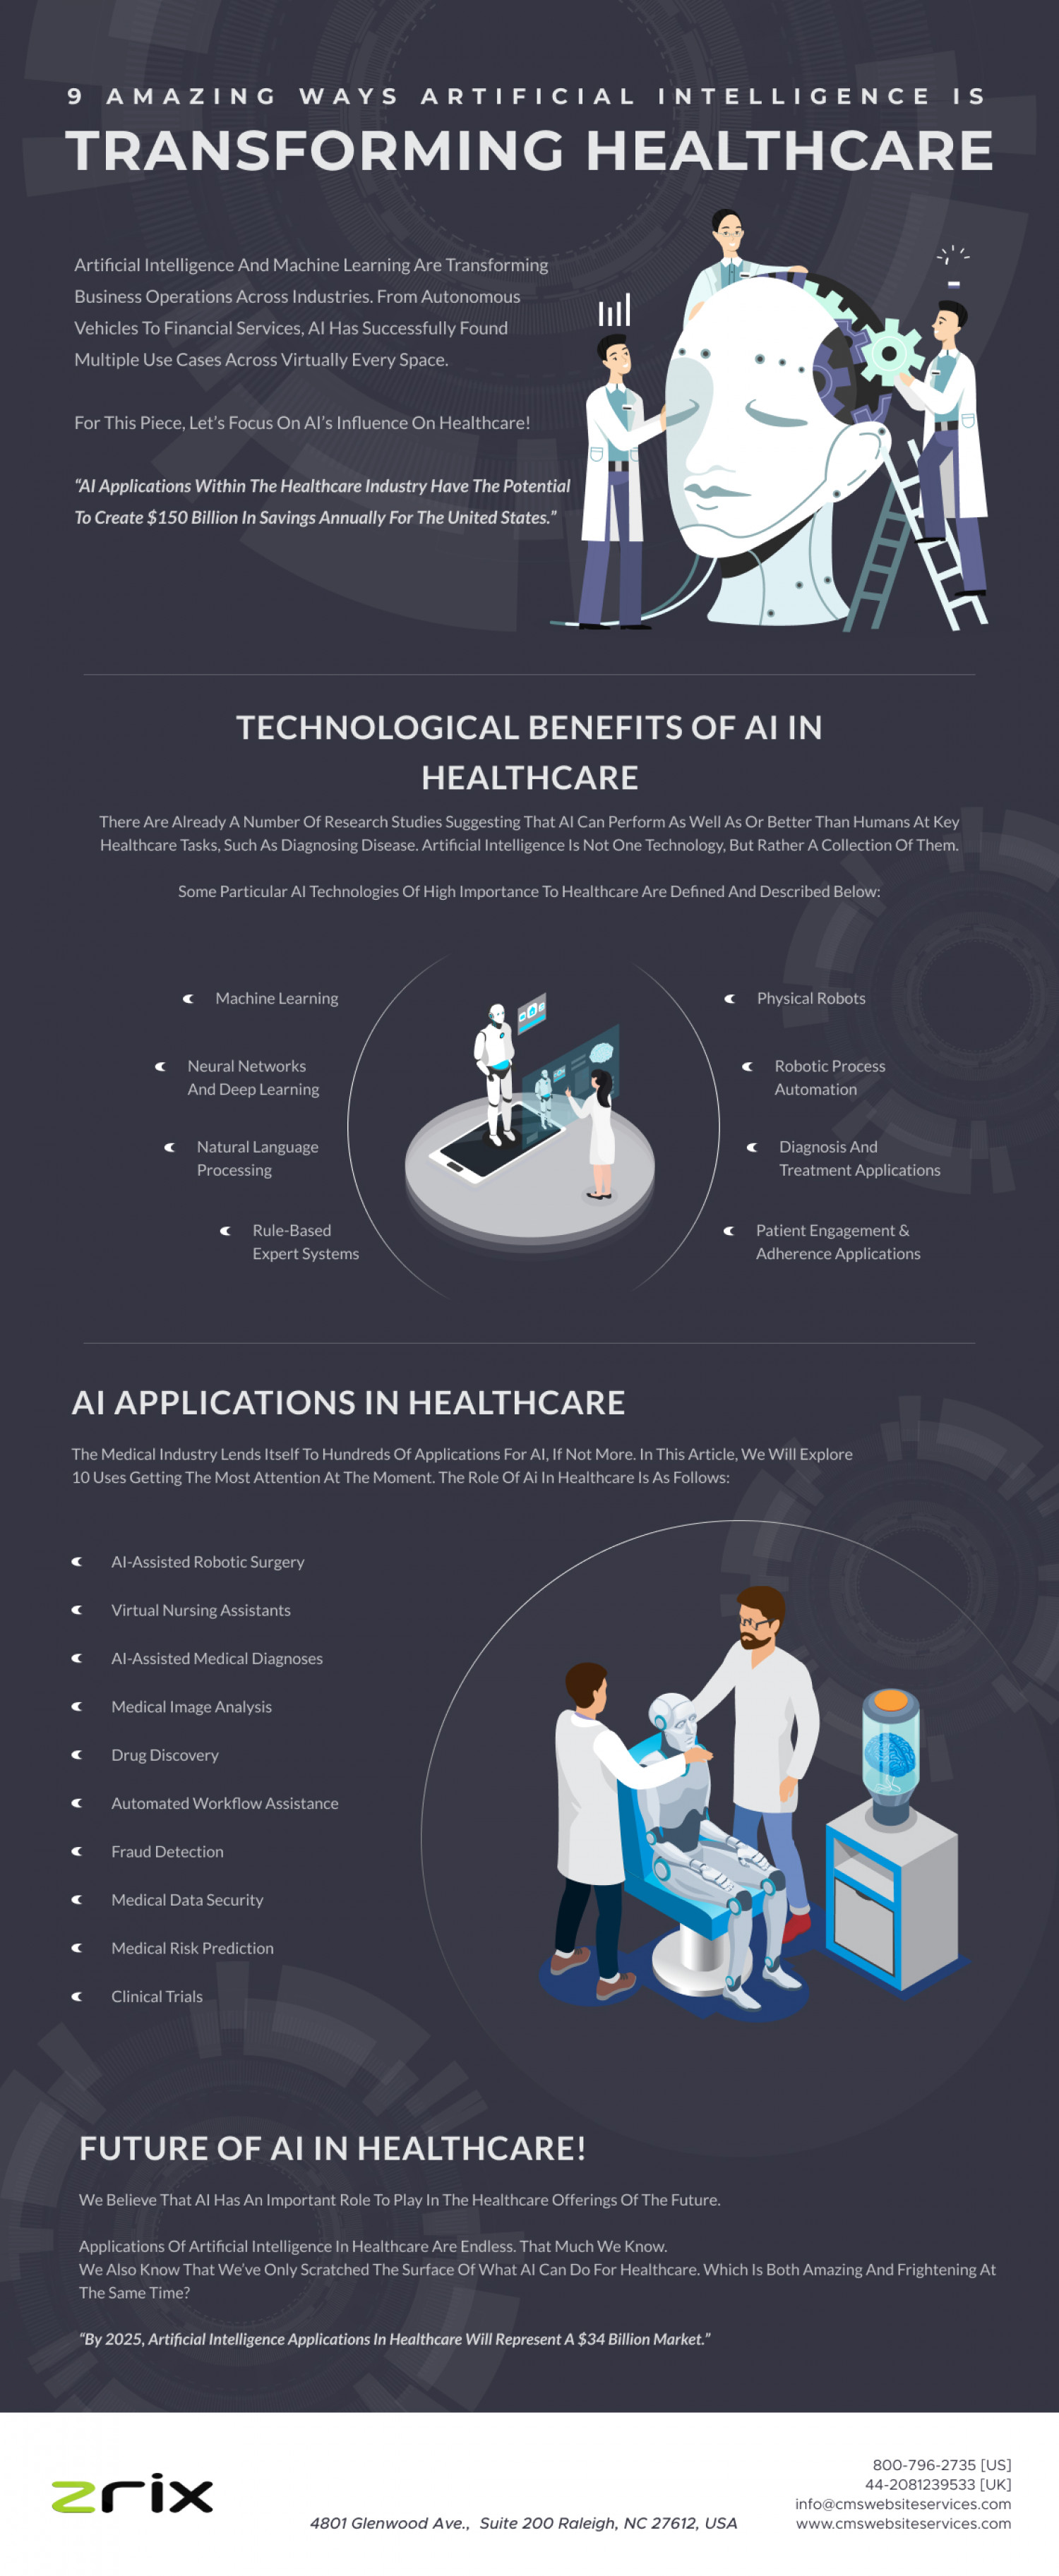 9 AMAZING WAYS ARTIFICIAL INTELLIGENCE IS
TRANSFORMING HEALTHCARE
Artificial Intelligence And Machine Learning Are Transforming
Business Operations Across Industries. From Autonomous
Vehicles To Financial Services, AI Has Successfully Found
Multiple Use Cases Across Virtually Every Space.
For This Piece, Let's Focus On AI's Influence On Healthcare!
"AI Applications Within The Healthcare Industry Have The Potential
To Create $150 Billion In Savings Annually For The United States."
TECHNOLOGICAL BENEFITS OF AI IN
HEALTHCARE
There Are Already A Number Of Research Studies Suggesting That AI Can Perform As Well As Or Better Than Humans At Key
Healthcare Tasks, Such As Diagnosing Disease. Artificial Intelligence Is Not One Technology, But Rather A Collection Of Them.
Some Particular AI Technologies Of High Importance To Healthcare Are Defined And Described Below:
Machine Learning
Neural Networks
And Deep Learning
Natural Language
Processing
Rule-Based
Expert Systems
Physical Robots
Robotic Process
Automation
Diagnosis And
Treatment Applications
Patient Engagement &
Adherence Applications
AI APPLICATIONS IN HEALTHCARE
The Medical Industry Lends Itself To Hundreds Of Applications For AI, If Not More. In This Article, We Will Explore
10 Uses Getting The Most Attention At The Moment. The Role Of Ai In Healthcare Is As Follows:
AI-Assisted Robotic Surgery
Virtual Nursing Assistants
AI-Assisted Medical Diagnoses
Medical Image Analysis
Drug Discovery
Automated Workflow Assistance
Fraud Detection
Medical Data Security
Medical Risk Prediction
Clinical Trials
FUTURE OF AI IN HEALTHCARE!
We Believe That AI Has An Important Role To Play In The Healthcare Offerings Of The Future.
Applications Of Artificial Intelligence In Healthcare Are Endless. That Much We Know.
We Also Know That We've Only Scratched The Surface Of What AI Can Do For Healthcare. Which Is Both Amazing And Frightening At
The Same Time?
"By 2025, Artificial Intelligence Applications In Healthcare Will Represent A $34 Billion Market."
zrix
4801 Glenwood Ave., Suite 200 Raleigh, NC 27612, USA
800-796-2735 [US]
44-2081239533 [UK]
info@cmswebsiteservices.com
www.cmswebsiteservices.com